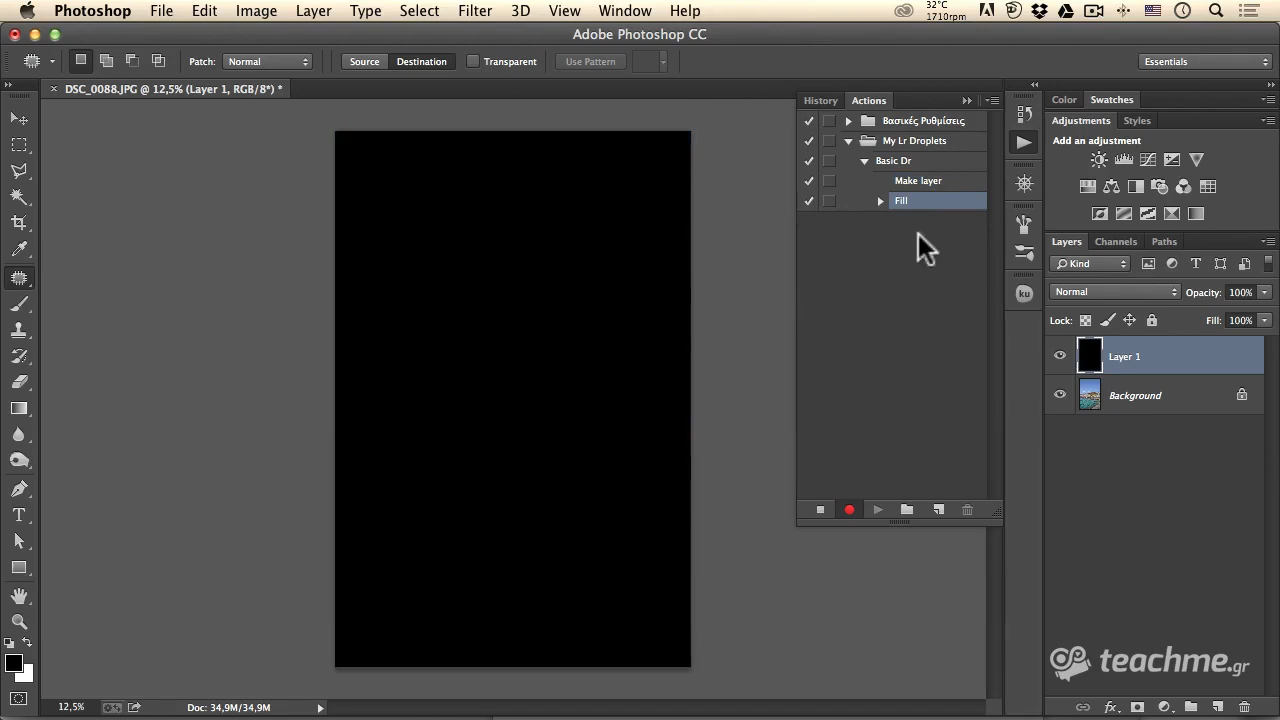 Photoshop File Edit Image Layer Type Select Filter 3D View Window Help 32°C 1710rpm
Adobe Photoshop CC
Patch: Normal Source Destination Transparent Use Pattern Essentials
DSC_0088.JPG @ 12,5% (Layer 1, RGB/8*) *
History Actions
Βασικές Ρυθμίσεις
My Lr Droplets
Basic Dr
Make layer
Fill
Color Swatches
Adjustments Styles
Add an adjustment
Layers Channels Paths
Kind
Normal Opacity: 100%
Lock: Fill: 100%
Layer 1
Background
ku
teachme.gr
12,5% Doc: 34,9M/34,9M